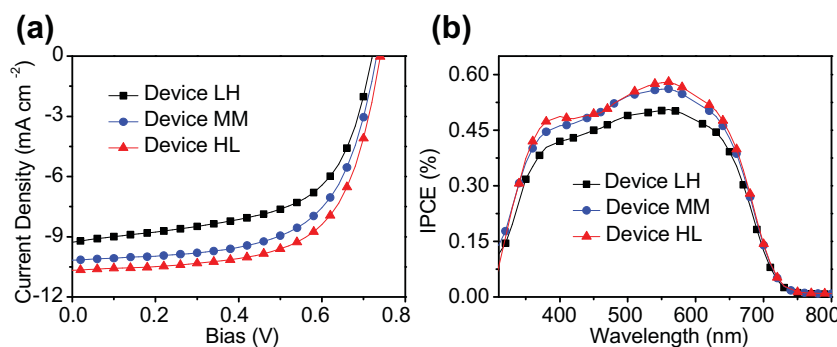 (a)
0
-3
-6
-9
-12
Current Density (mA cm⁻²)
Device LH
Device MM
Device HL
0.0 0.2 0.4 0.6 0.8
Bias (V)
(b)
0.60
0.45
0.30
0.15
0.00
IPCE (%)
Device LH
Device MM
Device HL
400 500 600 700 800
Wavelength (nm)